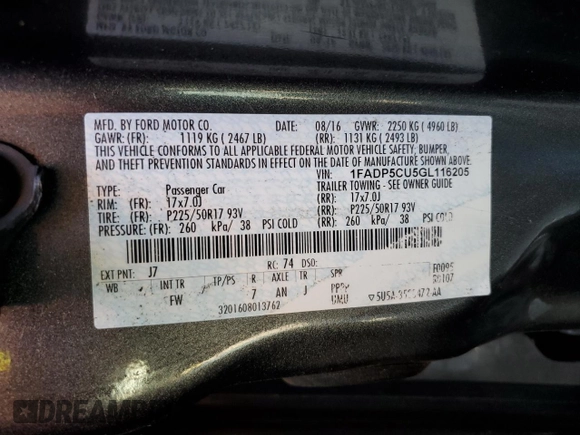 MFD. BY FORD MOTOR CO. DATE: 08/16 GVWR: 2250 KG ( 4960 LB)
GAWR: (FR): 1119 KG ( 2467 LB) (RR): 1131 KG ( 2493 LB)
THIS VEHICLE CONFORMS TO ALL APPLICABLE FEDERAL MOTOR VEHICLE SAFETY, BUMPER,
AND THEFT PREVENTION STANDARDS IN EFFECT ON THE DATE OF MANUFACTURE SHOWN ABOVE.
VIN: 1FADP5CU5GL116205
TYPE: Passenger Car TRAILER TOWING - SEE OWNERS GUIDE
RIM: (FR): 17x7.0J (RR): 17x7.0J
TIRE: (FR): P225/50R17 93V (RR): P225/50R17 93V
PRESSURE: (FR): 260 kPa/ 38 PSI COLD (RR): 260 kPa/ 38 PSI COLD
EXT PNT: J7 RC: 74 DSO:
WB INT TR TP/PS R AXLE TR SPR
FW 7 AN J
3201608013762